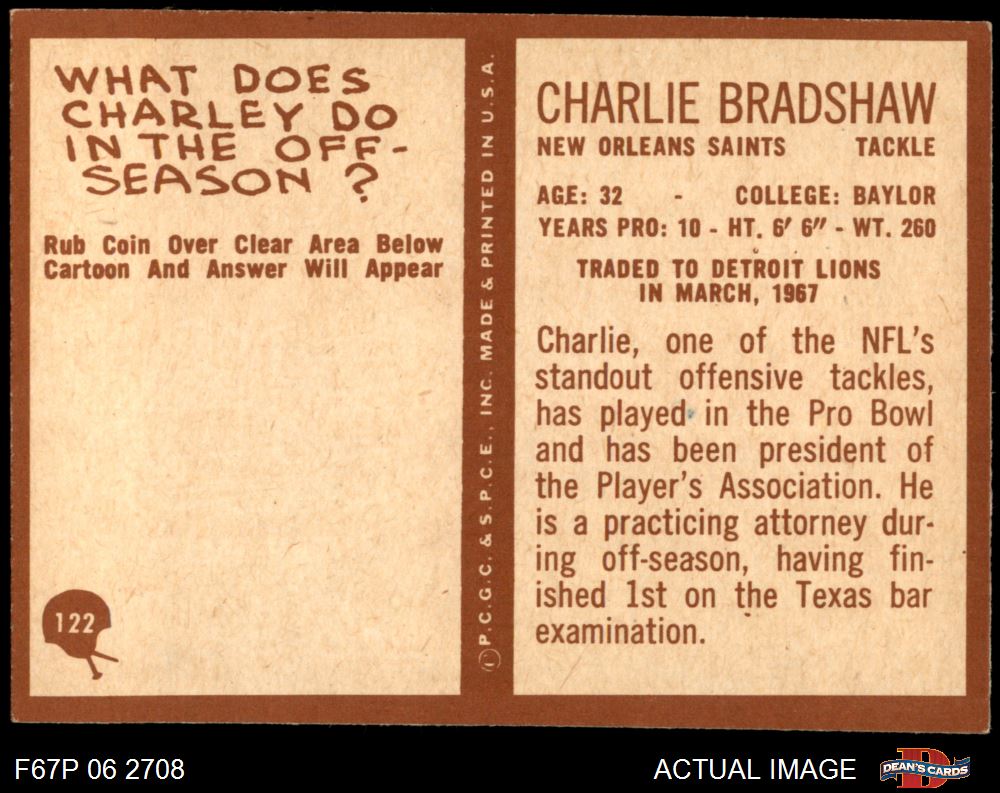 WHAT DOES
CHARLEY DO
IN THE OFF-
SEASON ?
Rub Coin Over Clear Area Below
Cartoon And Answer Will Appear
122
© P.C.G.C. & S.P.C.E., INC. MADE & PRINTED IN U.S.A.
CHARLIE BRADSHAW
NEW ORLEANS SAINTS TACKLE
AGE: 32 - COLLEGE: BAYLOR
YEARS PRO: 10 - HT. 6' 6" - WT. 260
TRADED TO DETROIT LIONS
IN MARCH, 1967
Charlie, one of the NFL's
standout offensive tackles,
has played in the Pro Bowl
and has been president of
the Player's Association. He
is a practicing attorney dur-
ing off-season, having fin-
ished 1st on the Texas bar
examination.
F67P 06 2708
ACTUAL IMAGE
D
DEAN'S CARDS